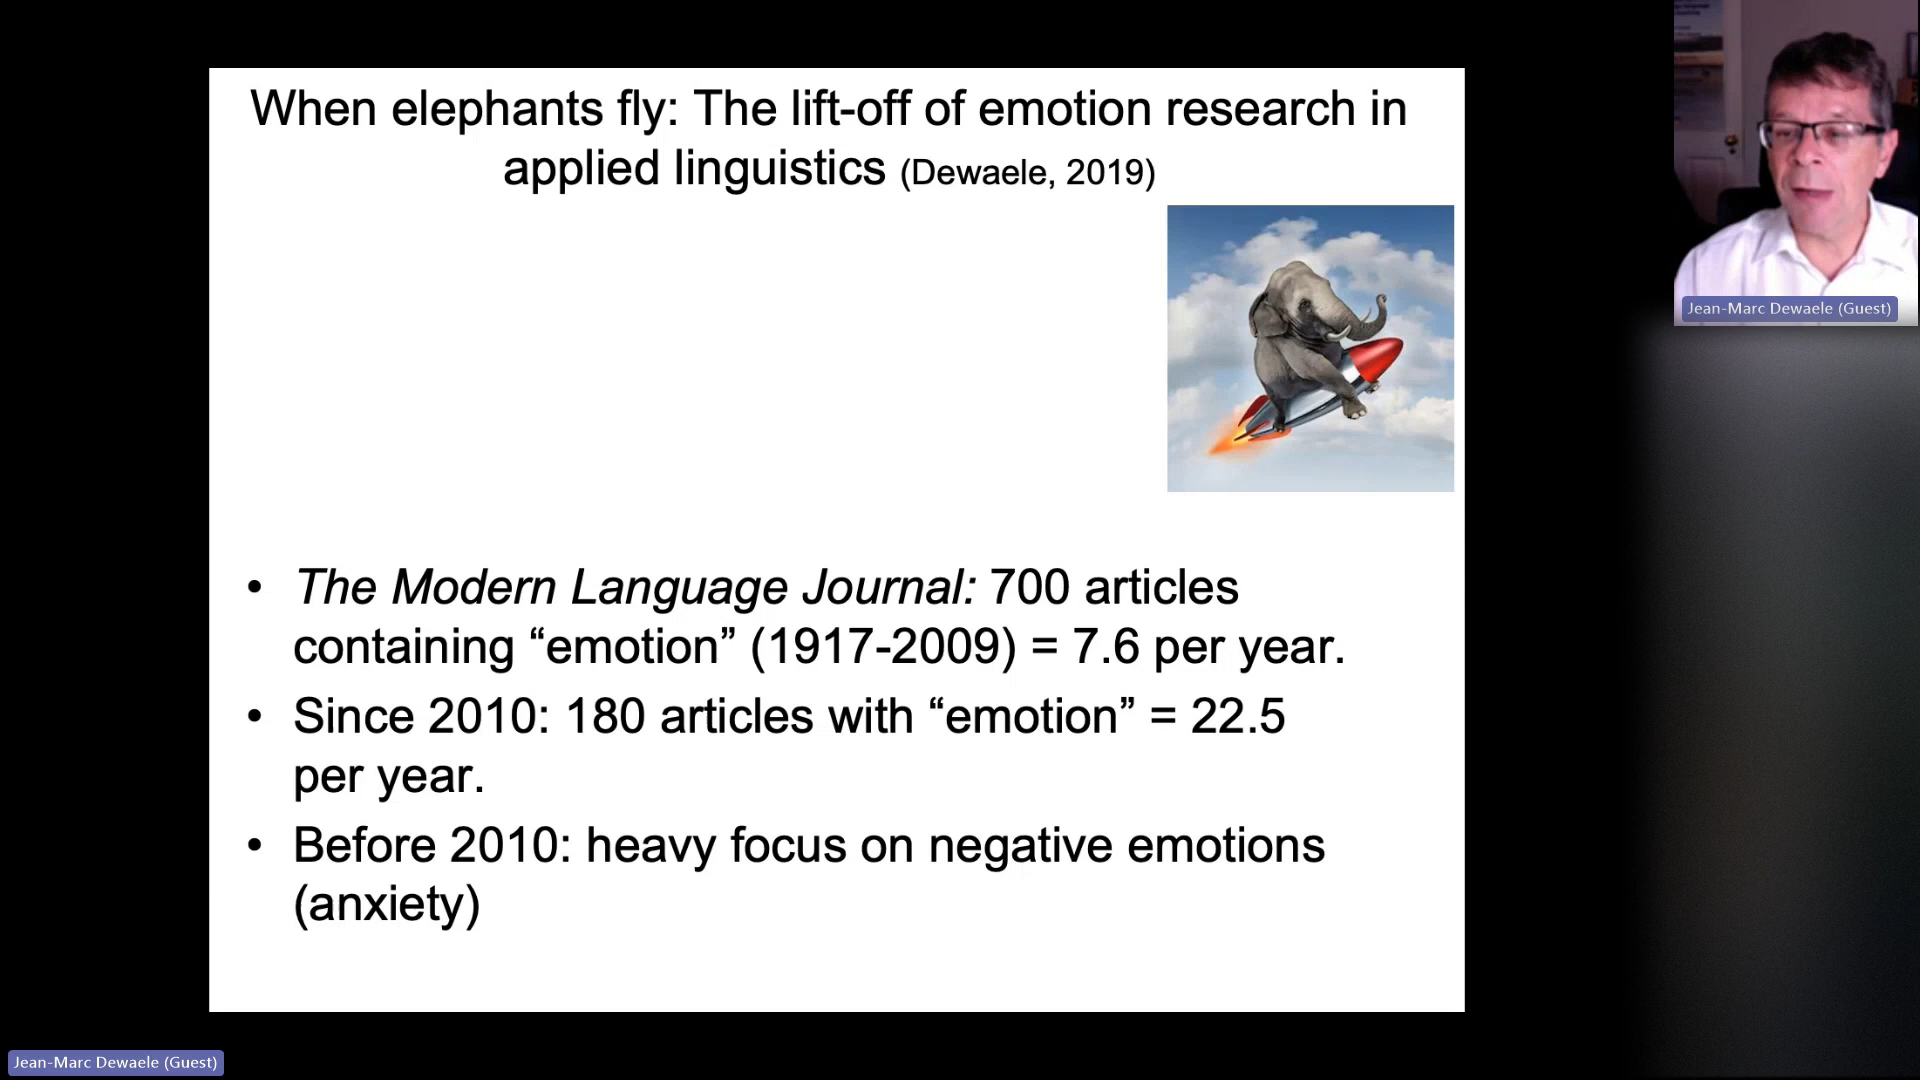 When elephants fly: The lift-off of emotion research in
applied linguistics (Dewaele, 2019)
• The Modern Language Journal: 700 articles
containing “emotion” (1917-2009) = 7.6 per year.
• Since 2010: 180 articles with “emotion” = 22.5
per year.
• Before 2010: heavy focus on negative emotions
(anxiety)
Jean-Marc Dewaele (Guest)
Jean-Marc Dewaele (Guest)